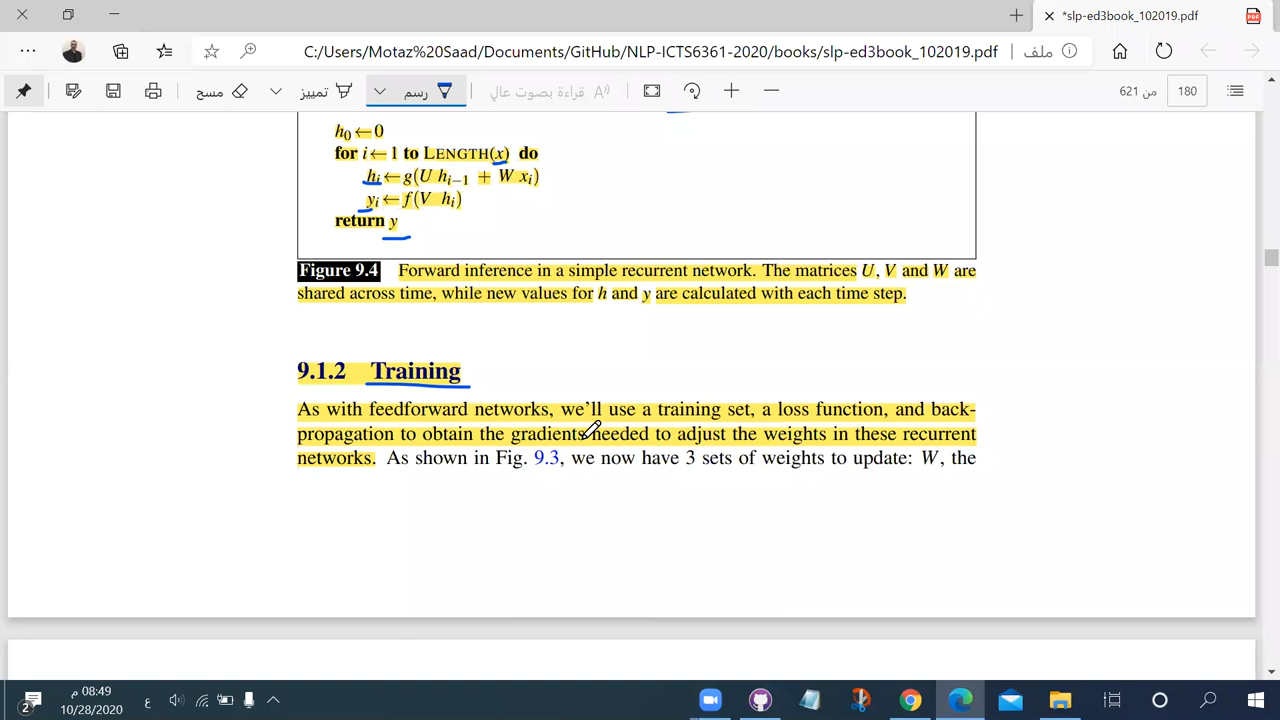 *slp-ed3book_102019.pdf
C:/Users/Motaz%20Saad/Documents/GitHub/NLP-ICTS6361-2020/books/slp-ed3book_102019.pdf
ملف
مسح
تمييز
رسم
قراءة بصوت عالٍ
من 621
180
h0 ← 0
for i ← 1 to LENGTH(x) do
hi ← g(U hi−1 + W xi)
yi ← f(V hi)
return y
Figure 9.4 Forward inference in a simple recurrent network. The matrices U, V and W are
shared across time, while new values for h and y are calculated with each time step.
9.1.2 Training
As with feedforward networks, we'll use a training set, a loss function, and back-
propagation to obtain the gradients needed to adjust the weights in these recurrent
networks. As shown in Fig. 9.3, we now have 3 sets of weights to update: W, the
08:49 م
10/28/2020
ع
2